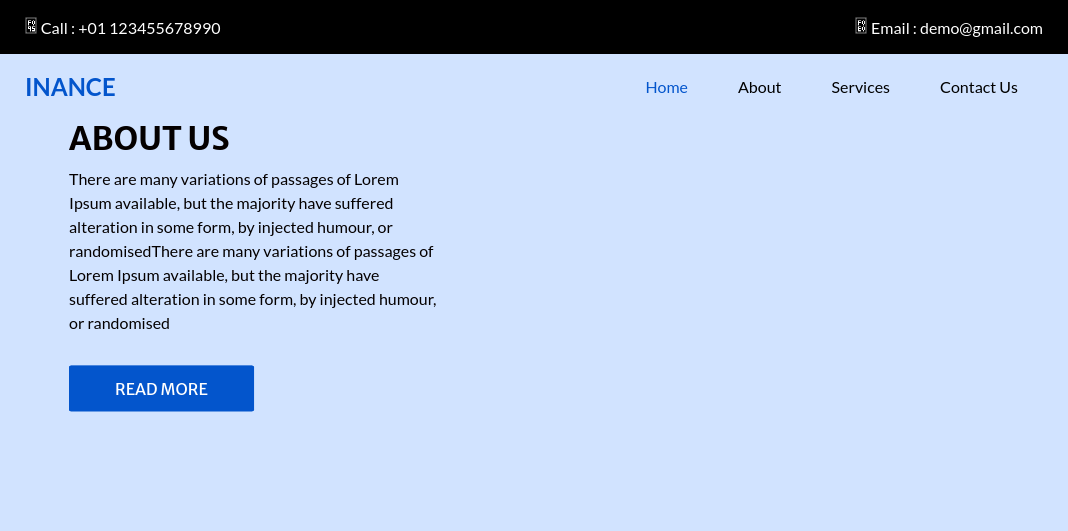 Call : +01 123455678990
Email : demo@gmail.com
INANCE
Home
About
Services
Contact Us
ABOUT US
There are many variations of passages of Lorem
Ipsum available, but the majority have suffered
alteration in some form, by injected humour, or
randomisedThere are many variations of passages of
Lorem Ipsum available, but the majority have
suffered alteration in some form, by injected humour,
or randomised
READ MORE